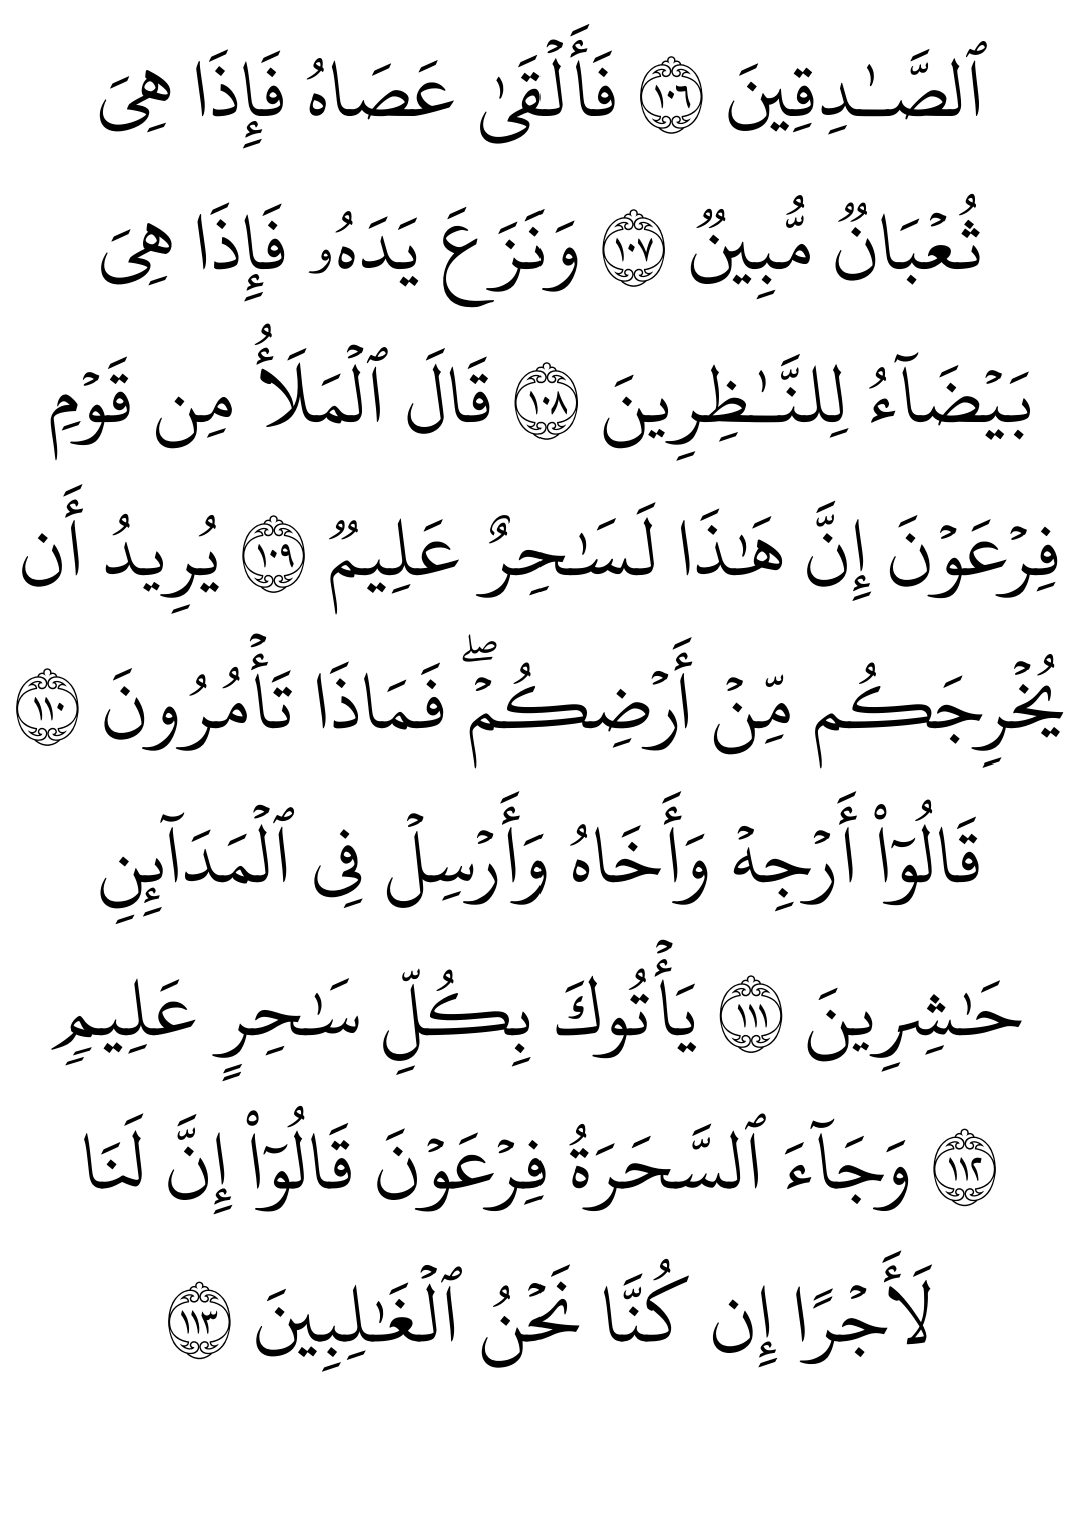 ٱلصَّـٰدِقِينَ ١٠٦ فَأَلۡقَىٰ عَصَاهُ فَإِذَا هِىَ
ثُعۡبَانٌۭ مُّبِينٌۭ ١٠٧ وَنَزَعَ يَدَهُۥ فَإِذَا هِىَ
بَيۡضَآءُ لِلنَّـٰظِرِينَ ١٠٨ قَالَ ٱلۡمَلَأُ مِن قَوۡمِ
فِرۡعَوۡنَ إِنَّ هَـٰذَا لَسَـٰحِرٌ عَلِيمٌۭ ١٠٩ يُرِيدُ أَن
يُخۡرِجَكُم مِّنۡ أَرۡضِكُمۡۖ فَمَاذَا تَأۡمُرُونَ ١١٠
قَالُوٓا۟ أَرۡجِهۡ وَأَخَاهُ وَأَرۡسِلۡ فِى ٱلۡمَدَآئِنِ
حَـٰشِرِينَ ١١١ يَأۡتُوكَ بِكُلِّ سَـٰحِرٍ عَلِيمٍۢ
١١٢ وَجَآءَ ٱلسَّحَرَةُ فِرۡعَوۡنَ قَالُوٓا۟ إِنَّ لَنَا
لَأَجۡرًا إِن كُنَّا نَحۡنُ ٱلۡغَـٰلِبِينَ ١١٣